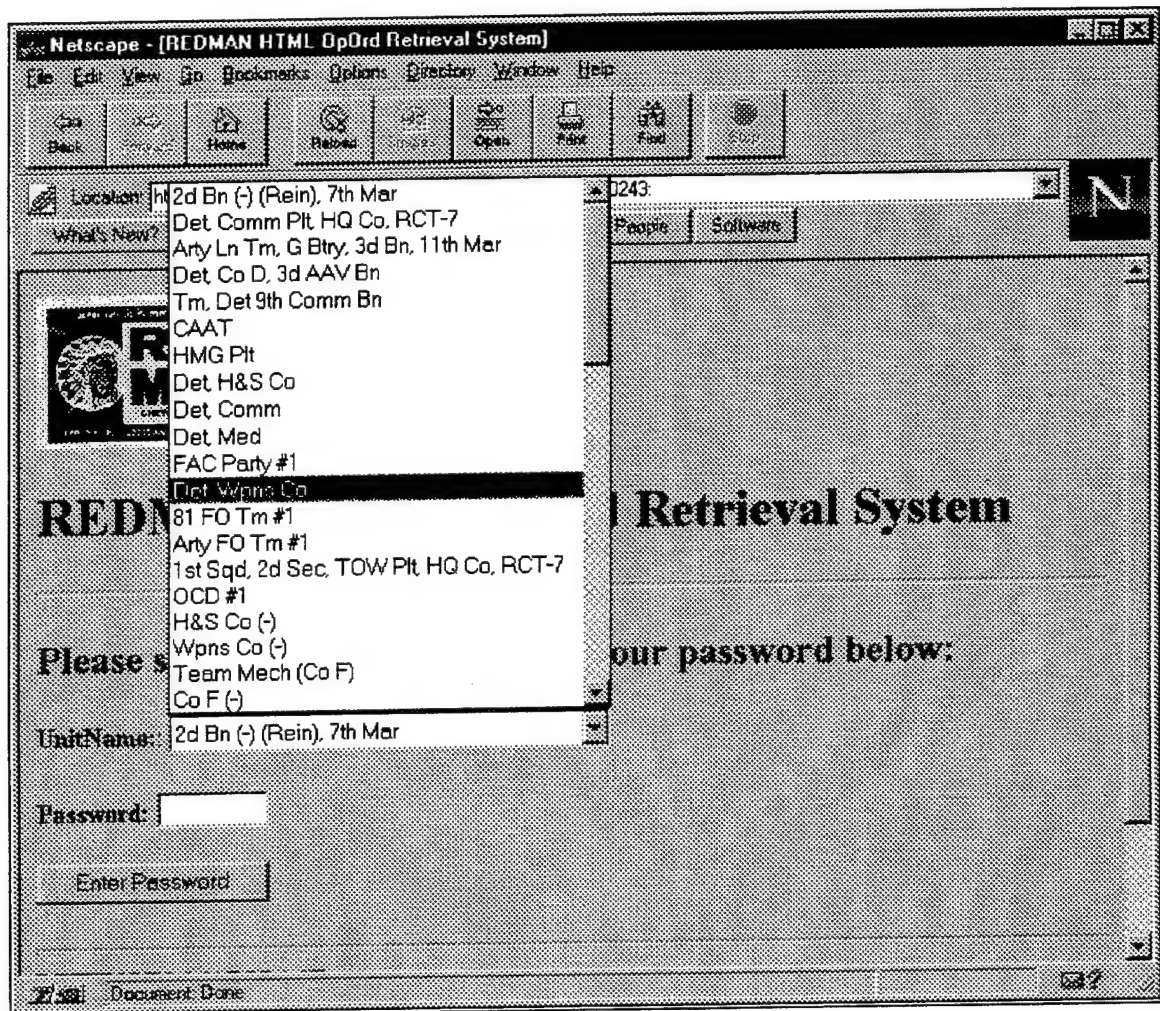 Netscape - [REDMAN HTML OpOrd Retrieval System]
File Edit View Go Bookmarks Options Directory Window Help
Back Home Reload Images Open Print Find Stop
Location: ht 0243:
What's New? People Software
N
2d Bn (-) (Rein), 7th Mar
Det, Comm Plt, HQ Co, RCT-7
Arty Ln Tm, G Btry, 3d Bn, 11th Mar
Det, Co D, 3d AAV Bn
Tm, Det 9th Comm Bn
CAAT
HMG Plt
Det, H&S Co
Det, Comm
Det, Med
FAC Party #1
Det, Wpns Co
81 FO Tm #1
Arty FO Tm #1
1st Sqd, 2d Sec, TOW Plt, HQ Co, RCT-7
OCD #1
H&S Co (-)
Wpns Co (-)
Team Mech (Co F)
Co F (-)
R
M
REDM Retrieval System
Please s our password below:
UnitName:: 2d Bn (-) (Rein), 7th Mar
Password:
Enter Password
Document: Done